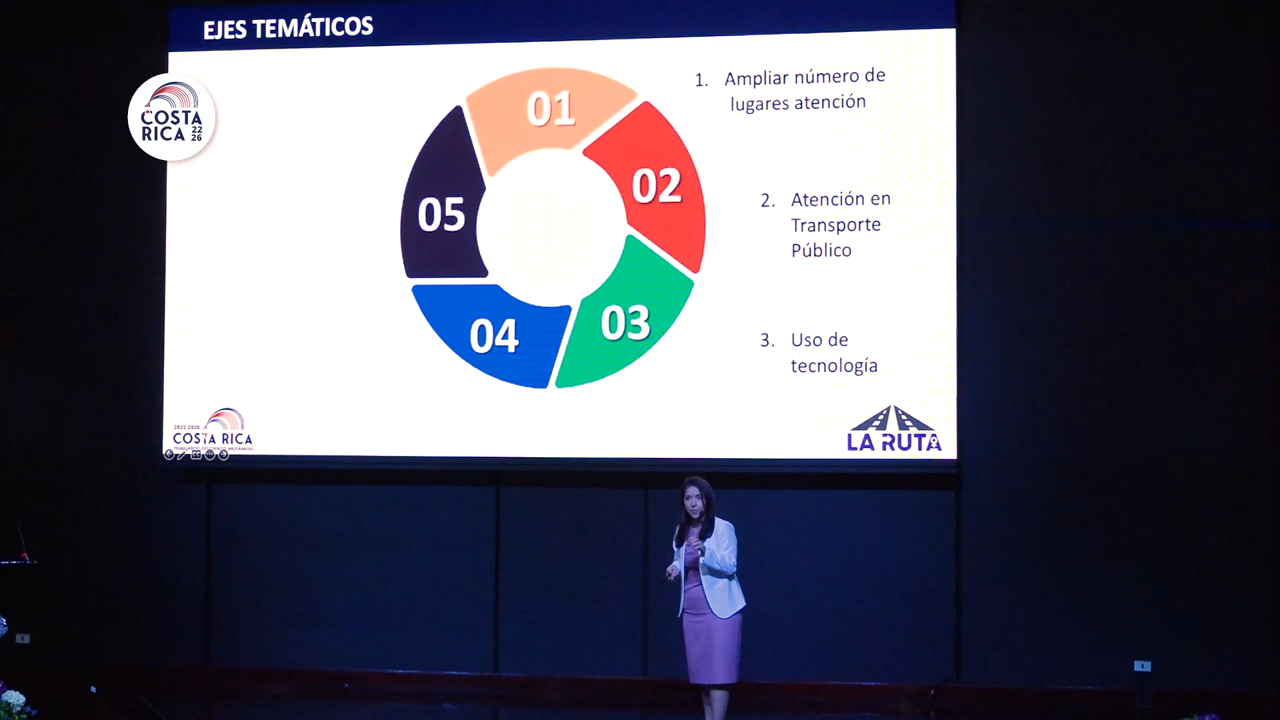 EJES TEMÁTICOS
COSTA
RICA 22
26
01
02
03
04
05
1. Ampliar número de
lugares atención
2. Atención en
Transporte
Público
3. Uso de
tecnología
2022-2026
COSTA RICA
LA RUTA